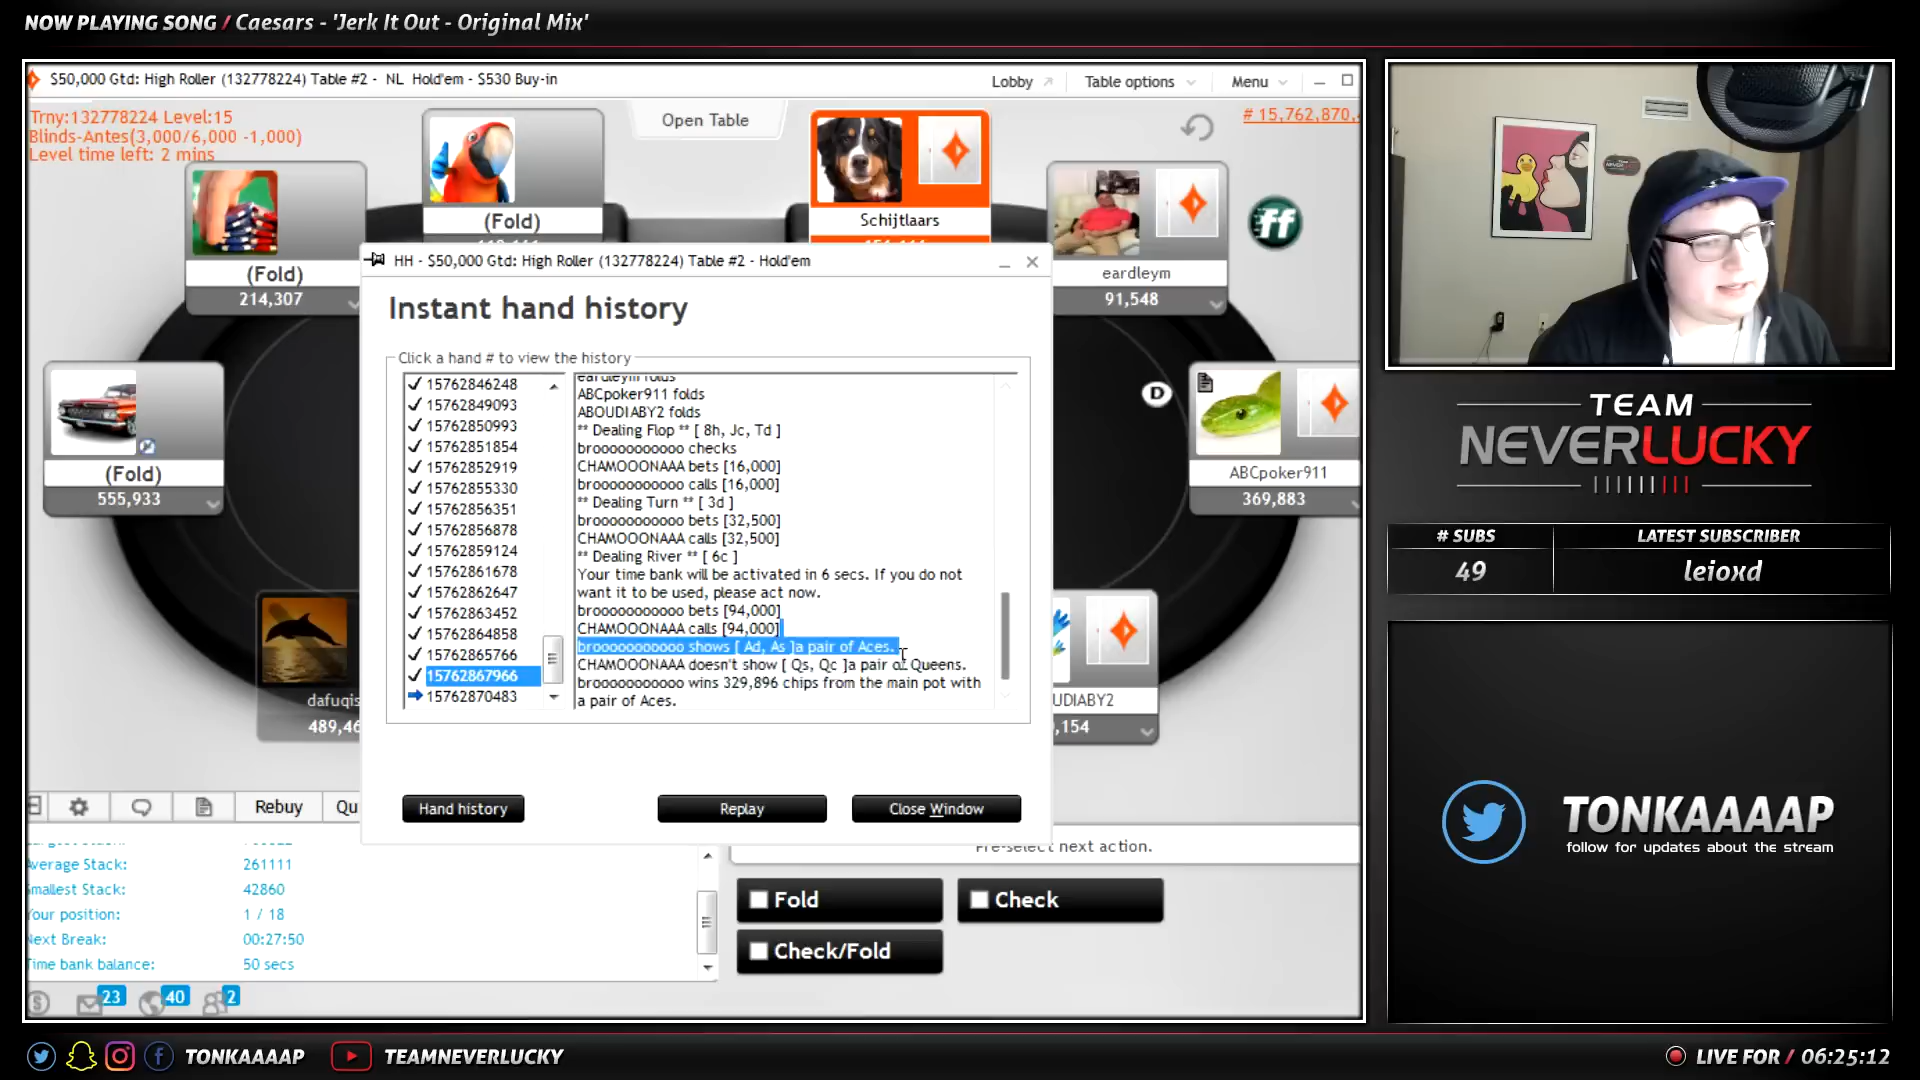 NOW PLAYING SONG / Caesars - 'Jerk It Out - Original Mix'
$50,000 Gtd: High Roller (132778224) Table #2 - NL Hold'em - $530 Buy-in
Lobby
Table options
Menu
Trny:132778224 Level:15
Blinds-Antes(3,000/6,000 -1,000)
Level time left: 2 mins
Open Table
# 15,762,870,
(Fold)
Schijtlaars
(Fold)
214,307
eardleym
91,548
ff
(Fold)
555,933
D
ABCpoker911
369,883
dafuqis
489,46
UDIABY2
,154
HH - $50,000 Gtd: High Roller (132778224) Table #2 - Hold'em
Instant hand history
Click a hand # to view the history
15762846248
15762849093
15762850993
15762851854
15762852919
15762855330
15762856351
15762856878
15762859124
15762861678
15762862647
15762863452
15762864858
15762865766
15762867966
15762870483
eardleym folds
ABCpoker911 folds
ABOUDIABY2 folds
** Dealing Flop ** [ 8h, Jc, Td ]
brooooooooooo checks
CHAMOOONAAA bets [16,000]
brooooooooooo calls [16,000]
** Dealing Turn ** [ 3d ]
brooooooooooo bets [32,500]
CHAMOOONAAA calls [32,500]
** Dealing River ** [ 6c ]
Your time bank will be activated in 6 secs. If you do not
want it to be used, please act now.
brooooooooooo bets [94,000]
CHAMOOONAAA calls [94,000]
brooooooooooo shows [ Ad, As ]a pair of Aces.
CHAMOOONAAA doesn't show [ Qs, Qc ]a pair of Queens.
brooooooooooo wins 329,896 chips from the main pot with
a pair of Aces.
Hand history
Replay
Close Window
Rebuy
Qu
Average Stack: 261111
Smallest Stack: 42860
Your position: 1 / 18
Next Break: 00:27:50
Time bank balance: 50 secs
23
40
2
Pre-select next action.
Fold
Check
Check/Fold
TEAM
NEVERLUCKY
# SUBS
49
LATEST SUBSCRIBER
leioxd
TONKAAAAP
follow for updates about the stream
TONKAAAAP
TEAMNEVERLUCKY
LIVE FOR / 06:25:12